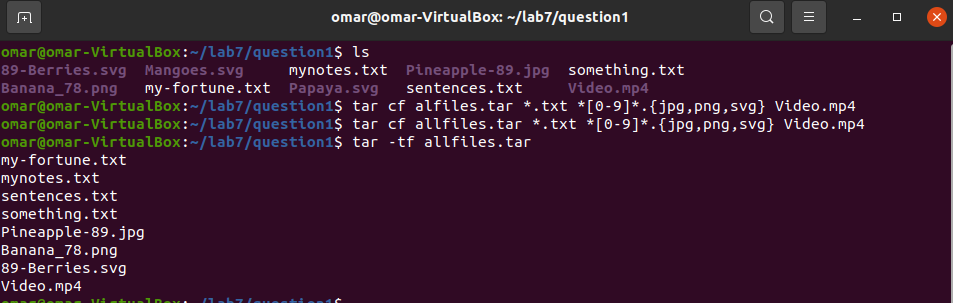 omar@omar-VirtualBox: ~/lab7/question1
omar@omar-VirtualBox:~/lab7/question1$ ls
89-Berries.svg Mangoes.svg mynotes.txt Pineapple-89.jpg something.txt
Banana_78.png my-fortune.txt Papaya.svg sentences.txt Video.mp4
omar@omar-VirtualBox:~/lab7/question1$ tar cf alfiles.tar *.txt *[0-9]*.{jpg,png,svg} Video.mp4
omar@omar-VirtualBox:~/lab7/question1$ tar cf allfiles.tar *.txt *[0-9]*.{jpg,png,svg} Video.mp4
omar@omar-VirtualBox:~/lab7/question1$ tar -tf allfiles.tar
my-fortune.txt
mynotes.txt
sentences.txt
something.txt
Pineapple-89.jpg
Banana_78.png
89-Berries.svg
Video.mp4
omar@omar-VirtualBox:~/lab7/question1$